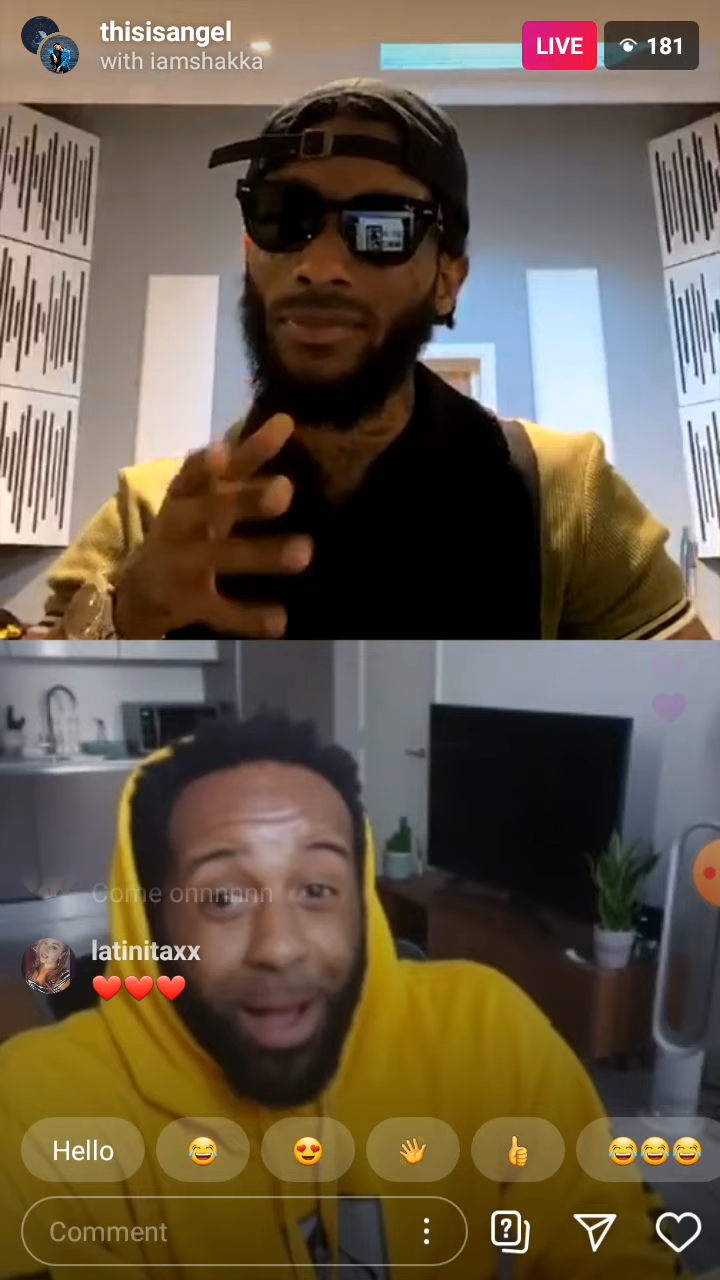 thisisangel
with iamshakka
LIVE
181
Come onnnnnn
latinitaxx
❤️❤️❤️
Hello
😂
😍
👋
👍
😂😂😂
Comment